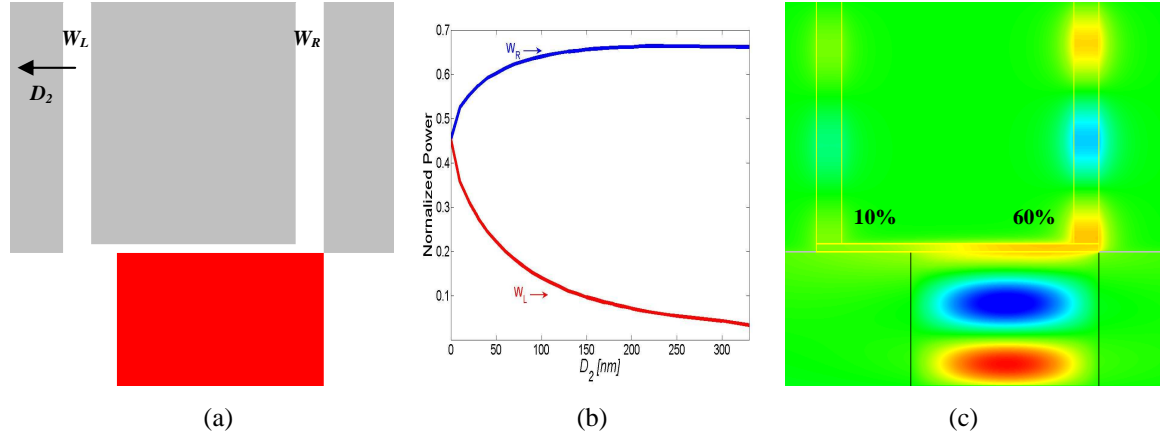 W_L
W_R
D_2
(a)
Normalized Power
0.7
0.6
0.5
0.4
0.3
0.2
0.1
W_R →
W_L →
0 50 100 150 200 250 300
D_2 [nm]
(b)
10% 60%
(c)